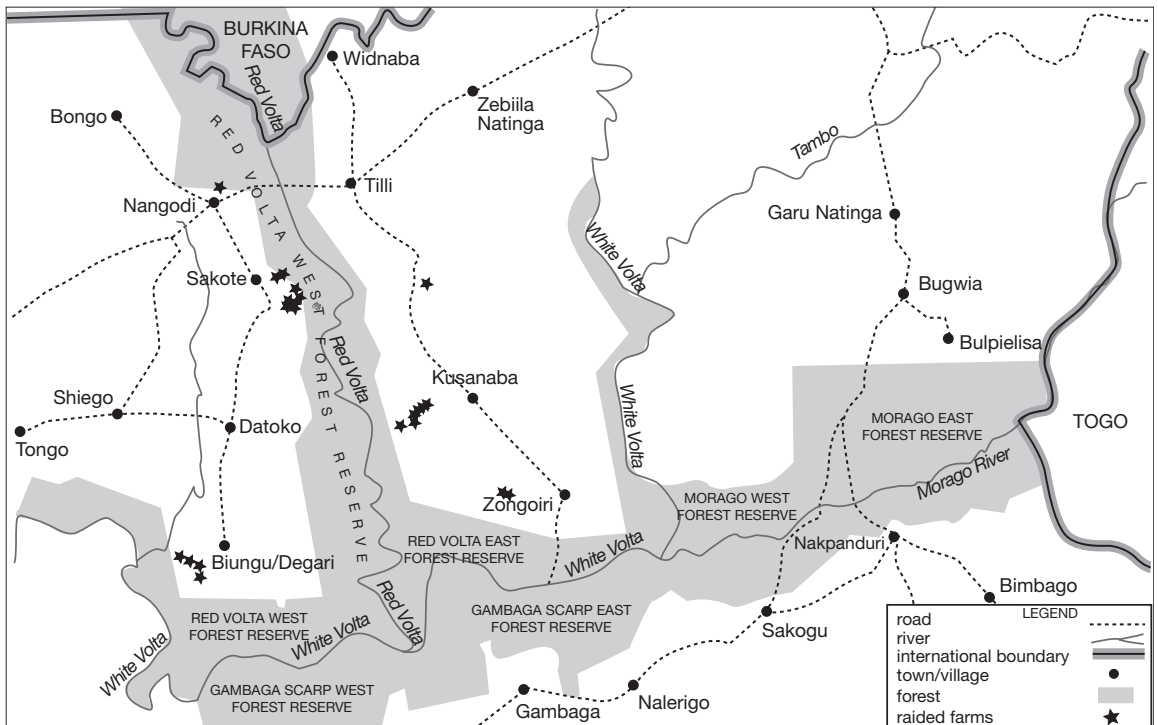 BURKINA
FASO
Widnaba
Red Volta
Bongo
Zebiila
Natinga
Tambo
RED VOLTA WEST FOREST RESERVE
Tilli
Nangodi
Garu Natinga
White Volta
Sakote
Bugwia
Bulpielisa
Red Volta
Kusanaba
White Volta
Shiego
Tongo
Datoko
MORAGO EAST
FOREST RESERVE
TOGO
Morago River
Zongoiri
MORAGO WEST
FOREST RESERVE
Biungu/Degari
RED VOLTA EAST
FOREST RESERVE
White Volta
Nakpanduri
Bimbago
Red Volta
RED VOLTA WEST
FOREST RESERVE
White Volta
GAMBAGA SCARP EAST
FOREST RESERVE
Sakogu
White Volta
GAMBAGA SCARP WEST
FOREST RESERVE
Gambaga
Nalerigo
LEGEND
road
river
international boundary
town/village
forest
raided farms